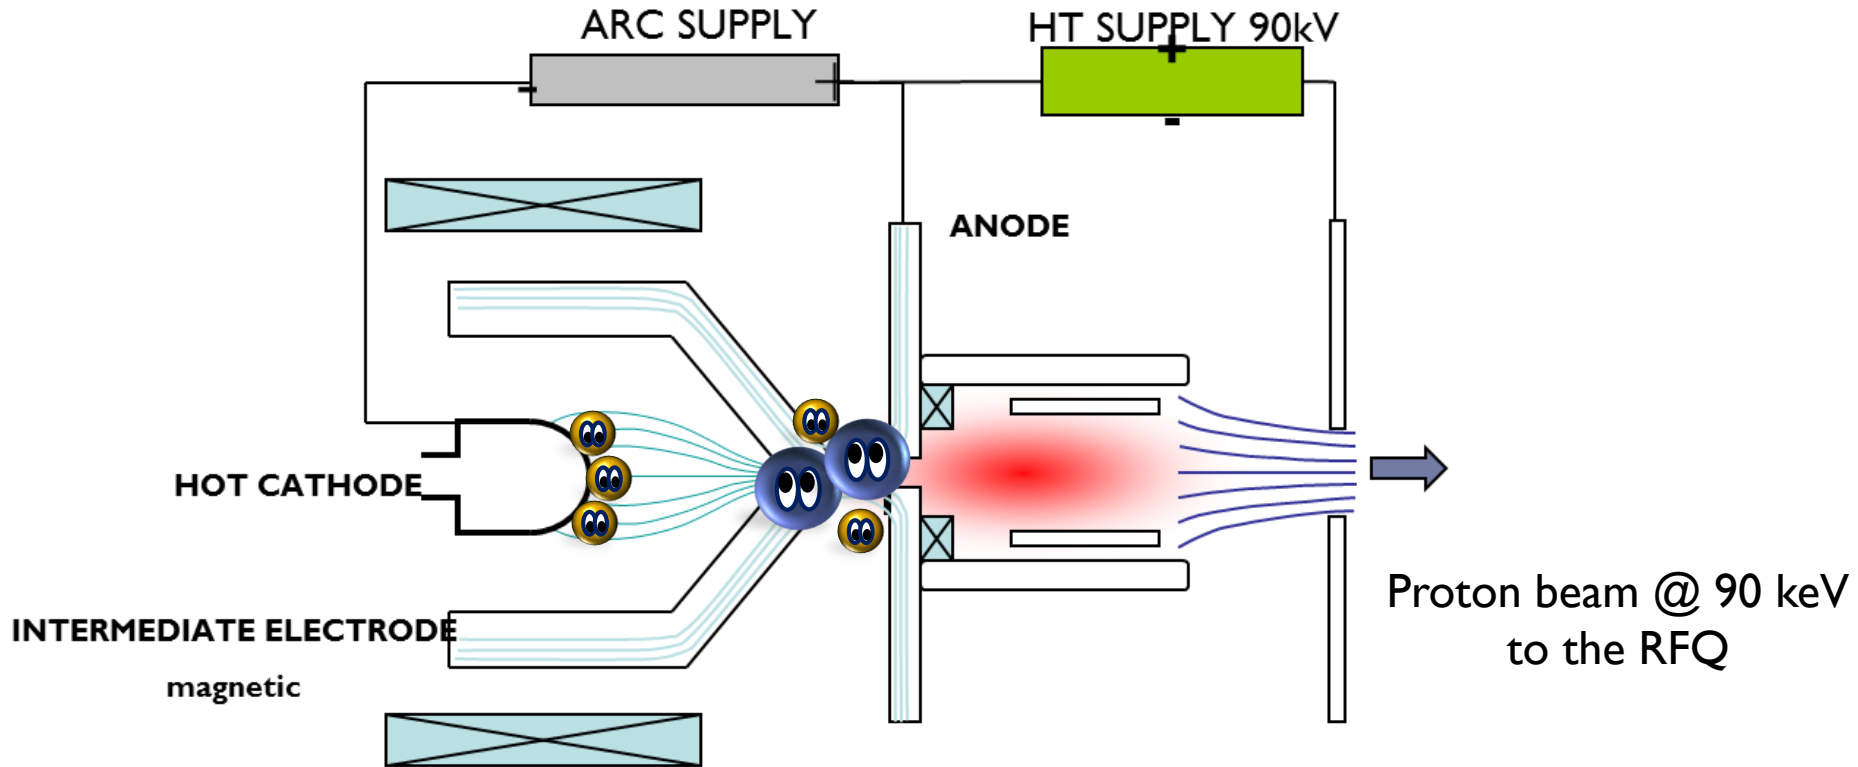 ARC SUPPLY
HT SUPPLY 90kV
+
-
-
+
ANODE
HOT CATHODE
INTERMEDIATE ELECTRODE
magnetic
Proton beam @ 90 keV
to the RFQ